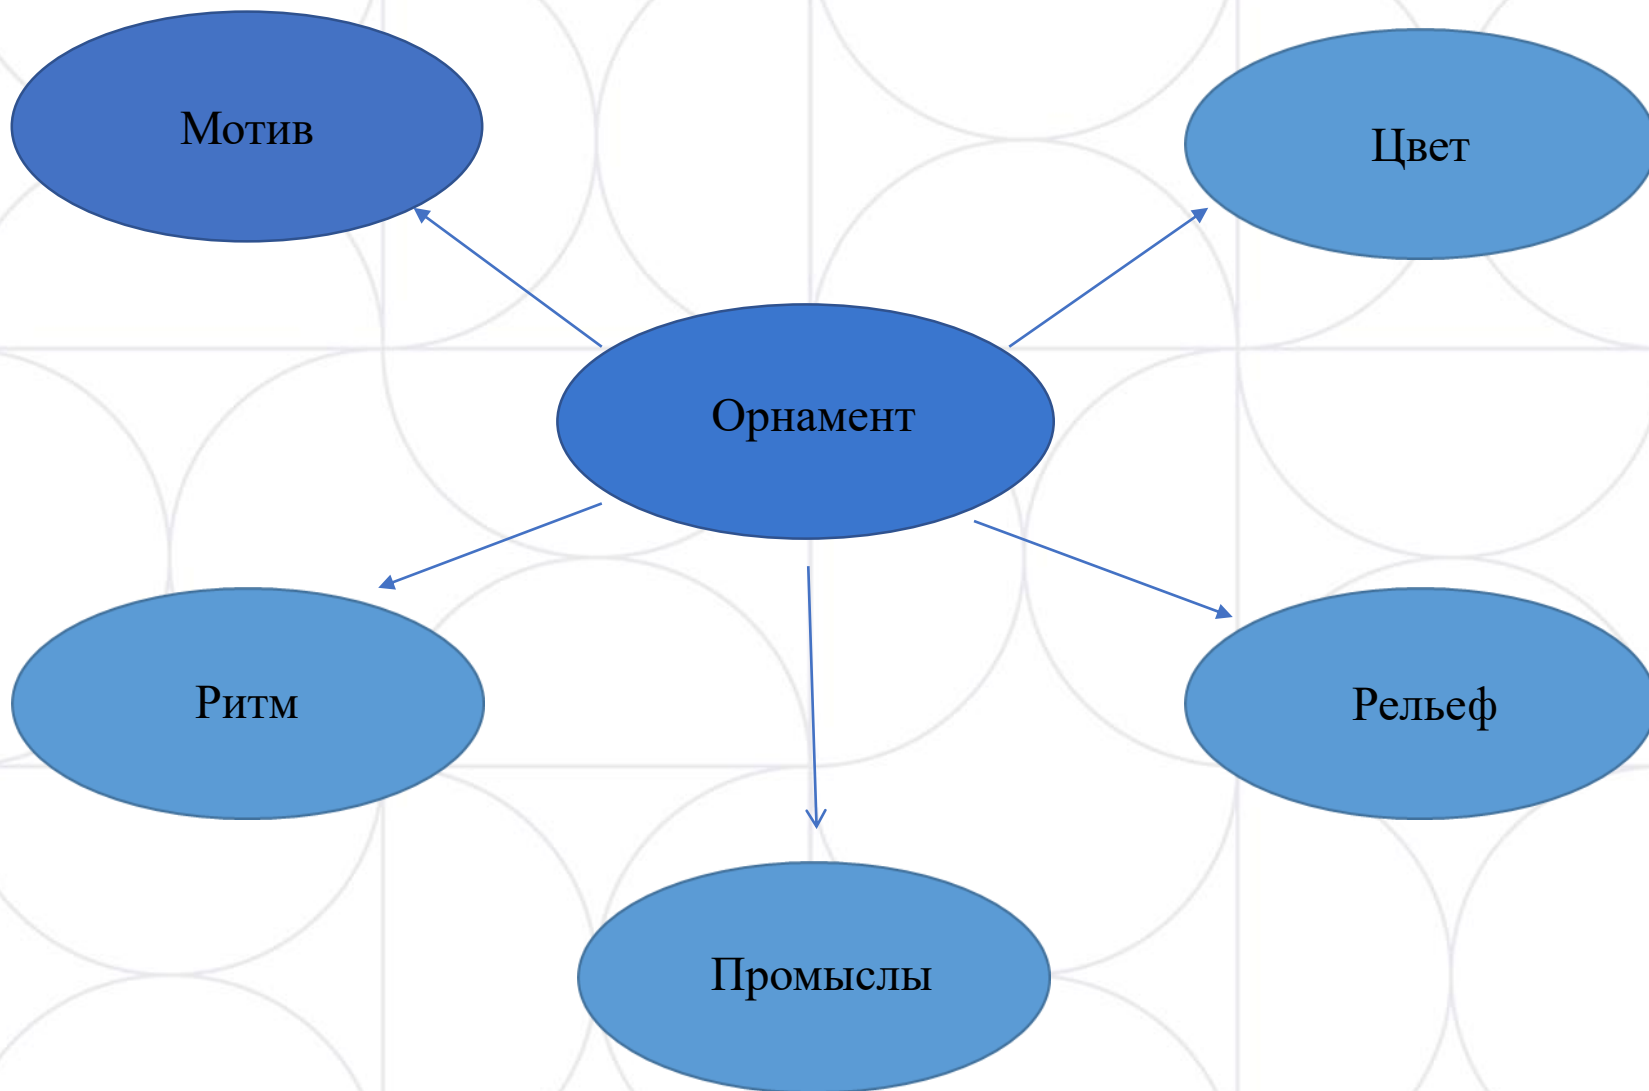 Мотив
Цвет
Орнамент
Ритм
Рельеф
Промыслы